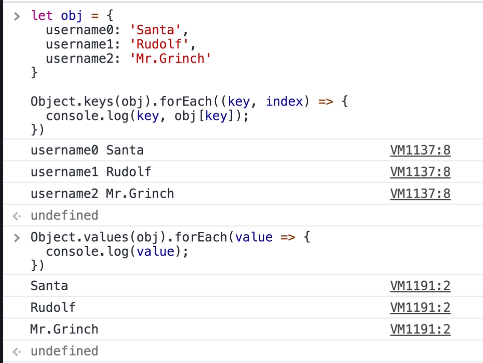 > let obj = {
    username0: 'Santa',
    username1: 'Rudolf',
    username2: 'Mr.Grinch'
  }
  Object.keys(obj).forEach((key, index) => {
    console.log(key, obj[key]);
  })
username0 Santa VM1137:8
username1 Rudolf VM1137:8
username2 Mr.Grinch VM1137:8
undefined
> Object.values(obj).forEach(value => {
    console.log(value);
  })
Santa VM1191:2
Rudolf VM1191:2
Mr.Grinch VM1191:2
undefined